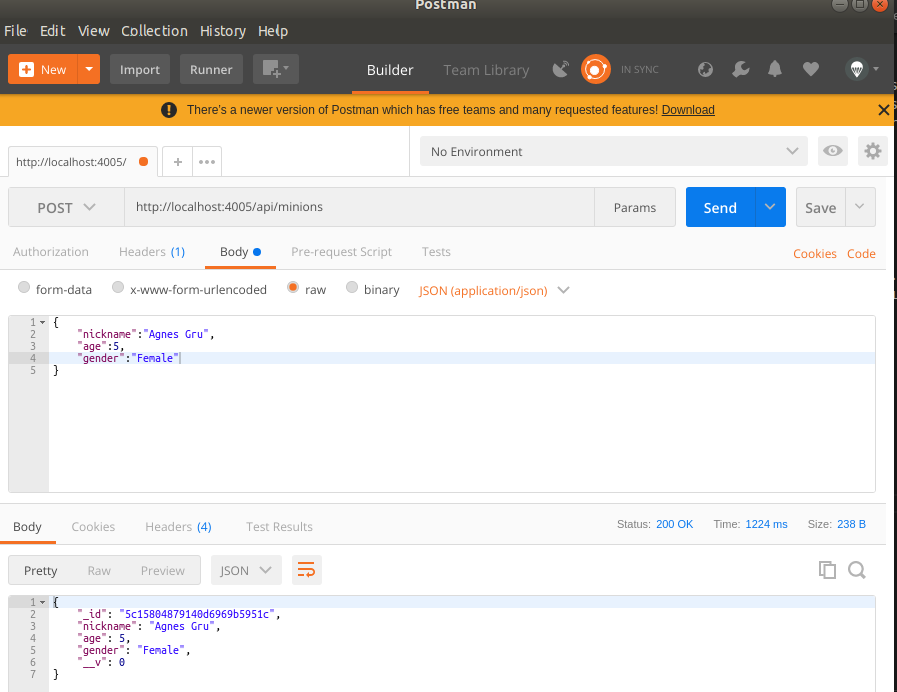 Postman
File Edit View Collection History Help
New Import Runner Builder Team Library IN SYNC
There's a newer version of Postman which has free teams and many requested features! Download
http://localhost:4005/ + ••• No Environment
POST http://localhost:4005/api/minions Params Send Save
Authorization Headers (1) Body Pre-request Script Tests Cookies Code
form-data x-www-form-urlencoded raw binary JSON (application/json)
1 {
2 "nickname":"Agnes Gru",
3 "age":5,
4 "gender":"Female"
5 }
Body Cookies Headers (4) Test Results Status: 200 OK Time: 1224 ms Size: 238 B
Pretty Raw Preview JSON
1 {
2 "_id": "5c15804879140d6969b5951c",
3 "nickname": "Agnes Gru",
4 "age": 5,
5 "gender": "Female",
6 "__v": 0
7 }